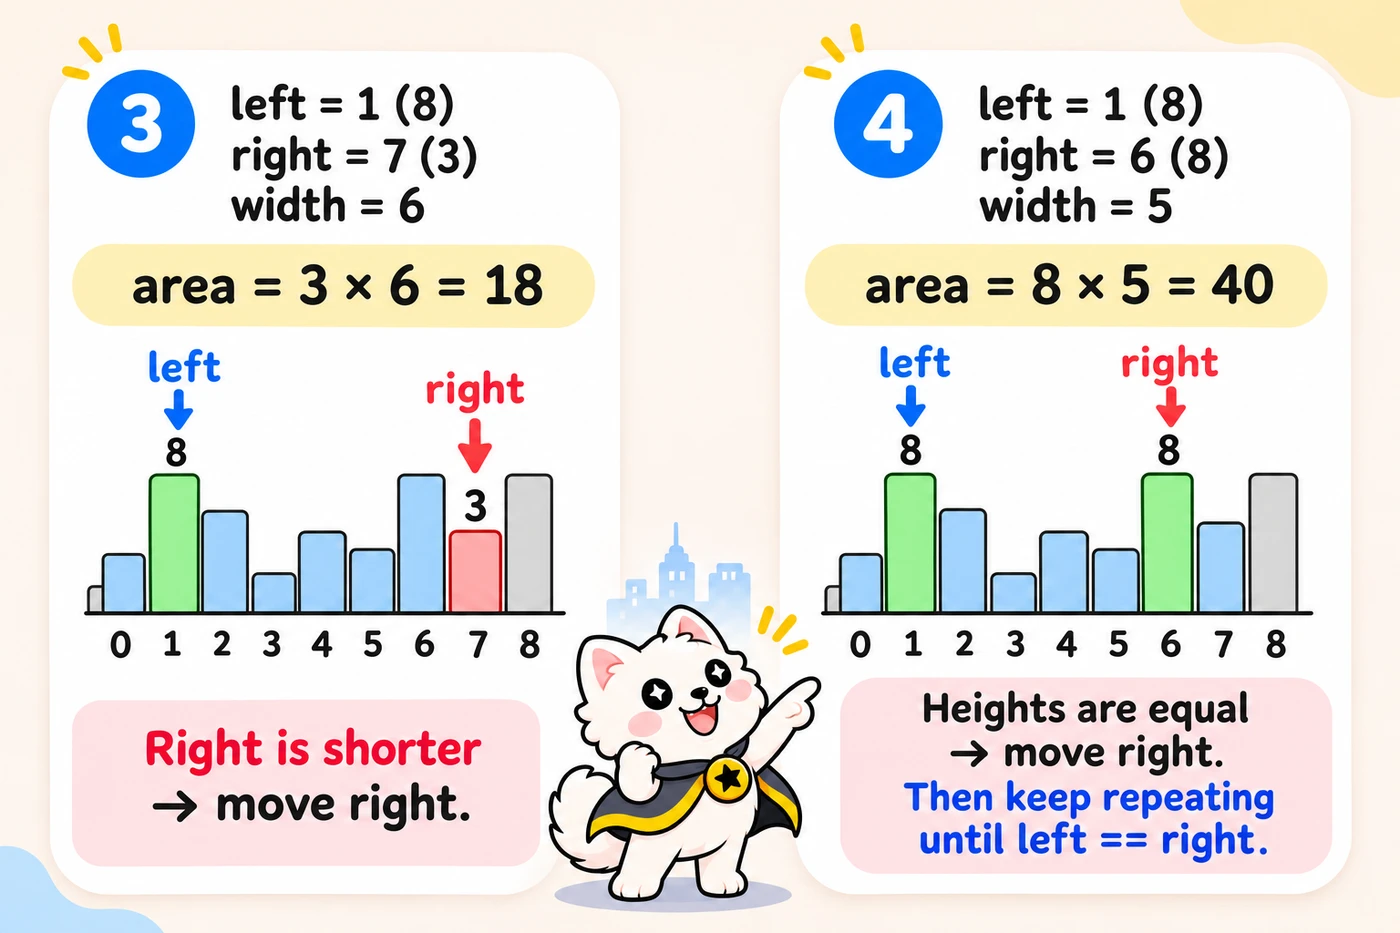 3
left = 1 (8)
right = 7 (3)
width = 6
area = 3 × 6 = 18
left
right
8
3
0 1 2 3 4 5 6 7 8
Right is shorter
→ move right.
4
left = 1 (8)
right = 6 (8)
width = 5
area = 8 × 5 = 40
left
right
8
8
0 1 2 3 4 5 6 7 8
Heights are equal
→ move right.
Then keep repeating
until left == right.